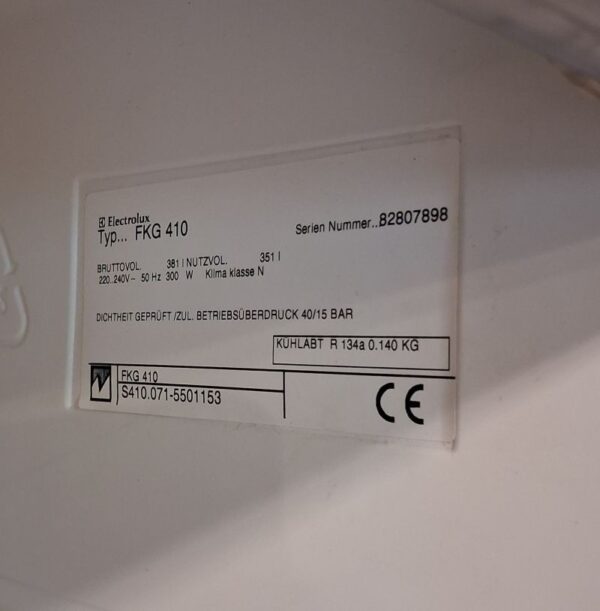 Electrolux
Typ... FKG 410 Serien Nummer..82807898
BRUTTOVOL. 381 l NUTZVOL. 351 l
220..240V~ 50 Hz 300 W Klima klasse N
DICHTHEIT GEPRÜFT /ZUL. BETRIEBSÜBERDRUCK 40/15 BAR
KÜHLABT R 134a 0.140 KG
FKG 410
S410.071-5501153
CE